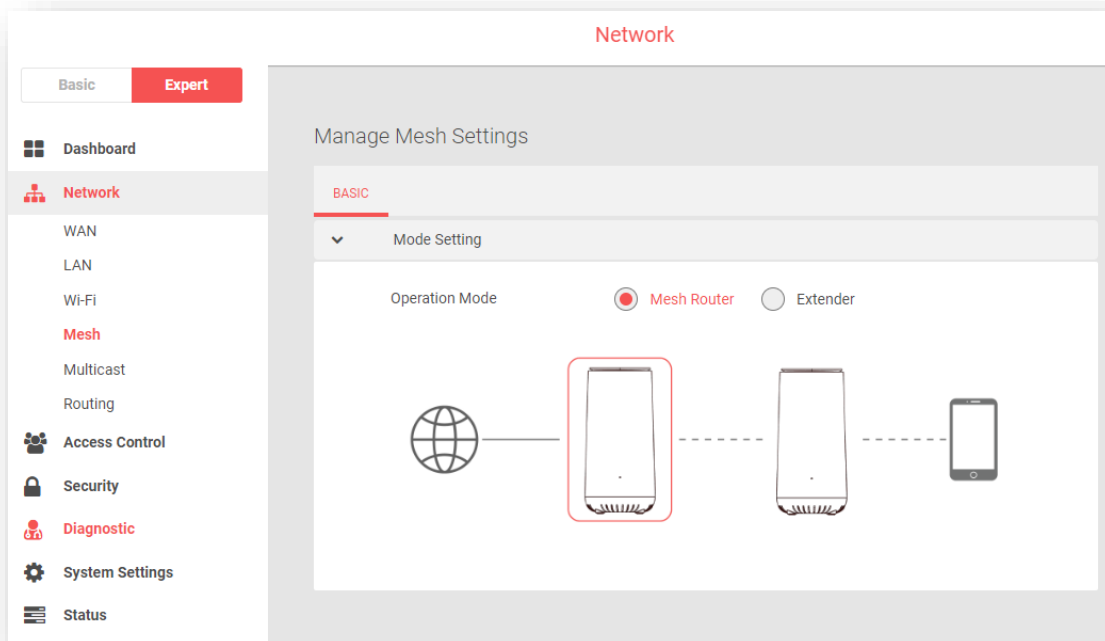 Network
Basic Expert
Dashboard
Network
WAN
LAN
Wi-Fi
Mesh
Multicast
Routing
Access Control
Security
Diagnostic
System Settings
Status
Manage Mesh Settings
BASIC
Mode Setting
Operation Mode Mesh Router Extender